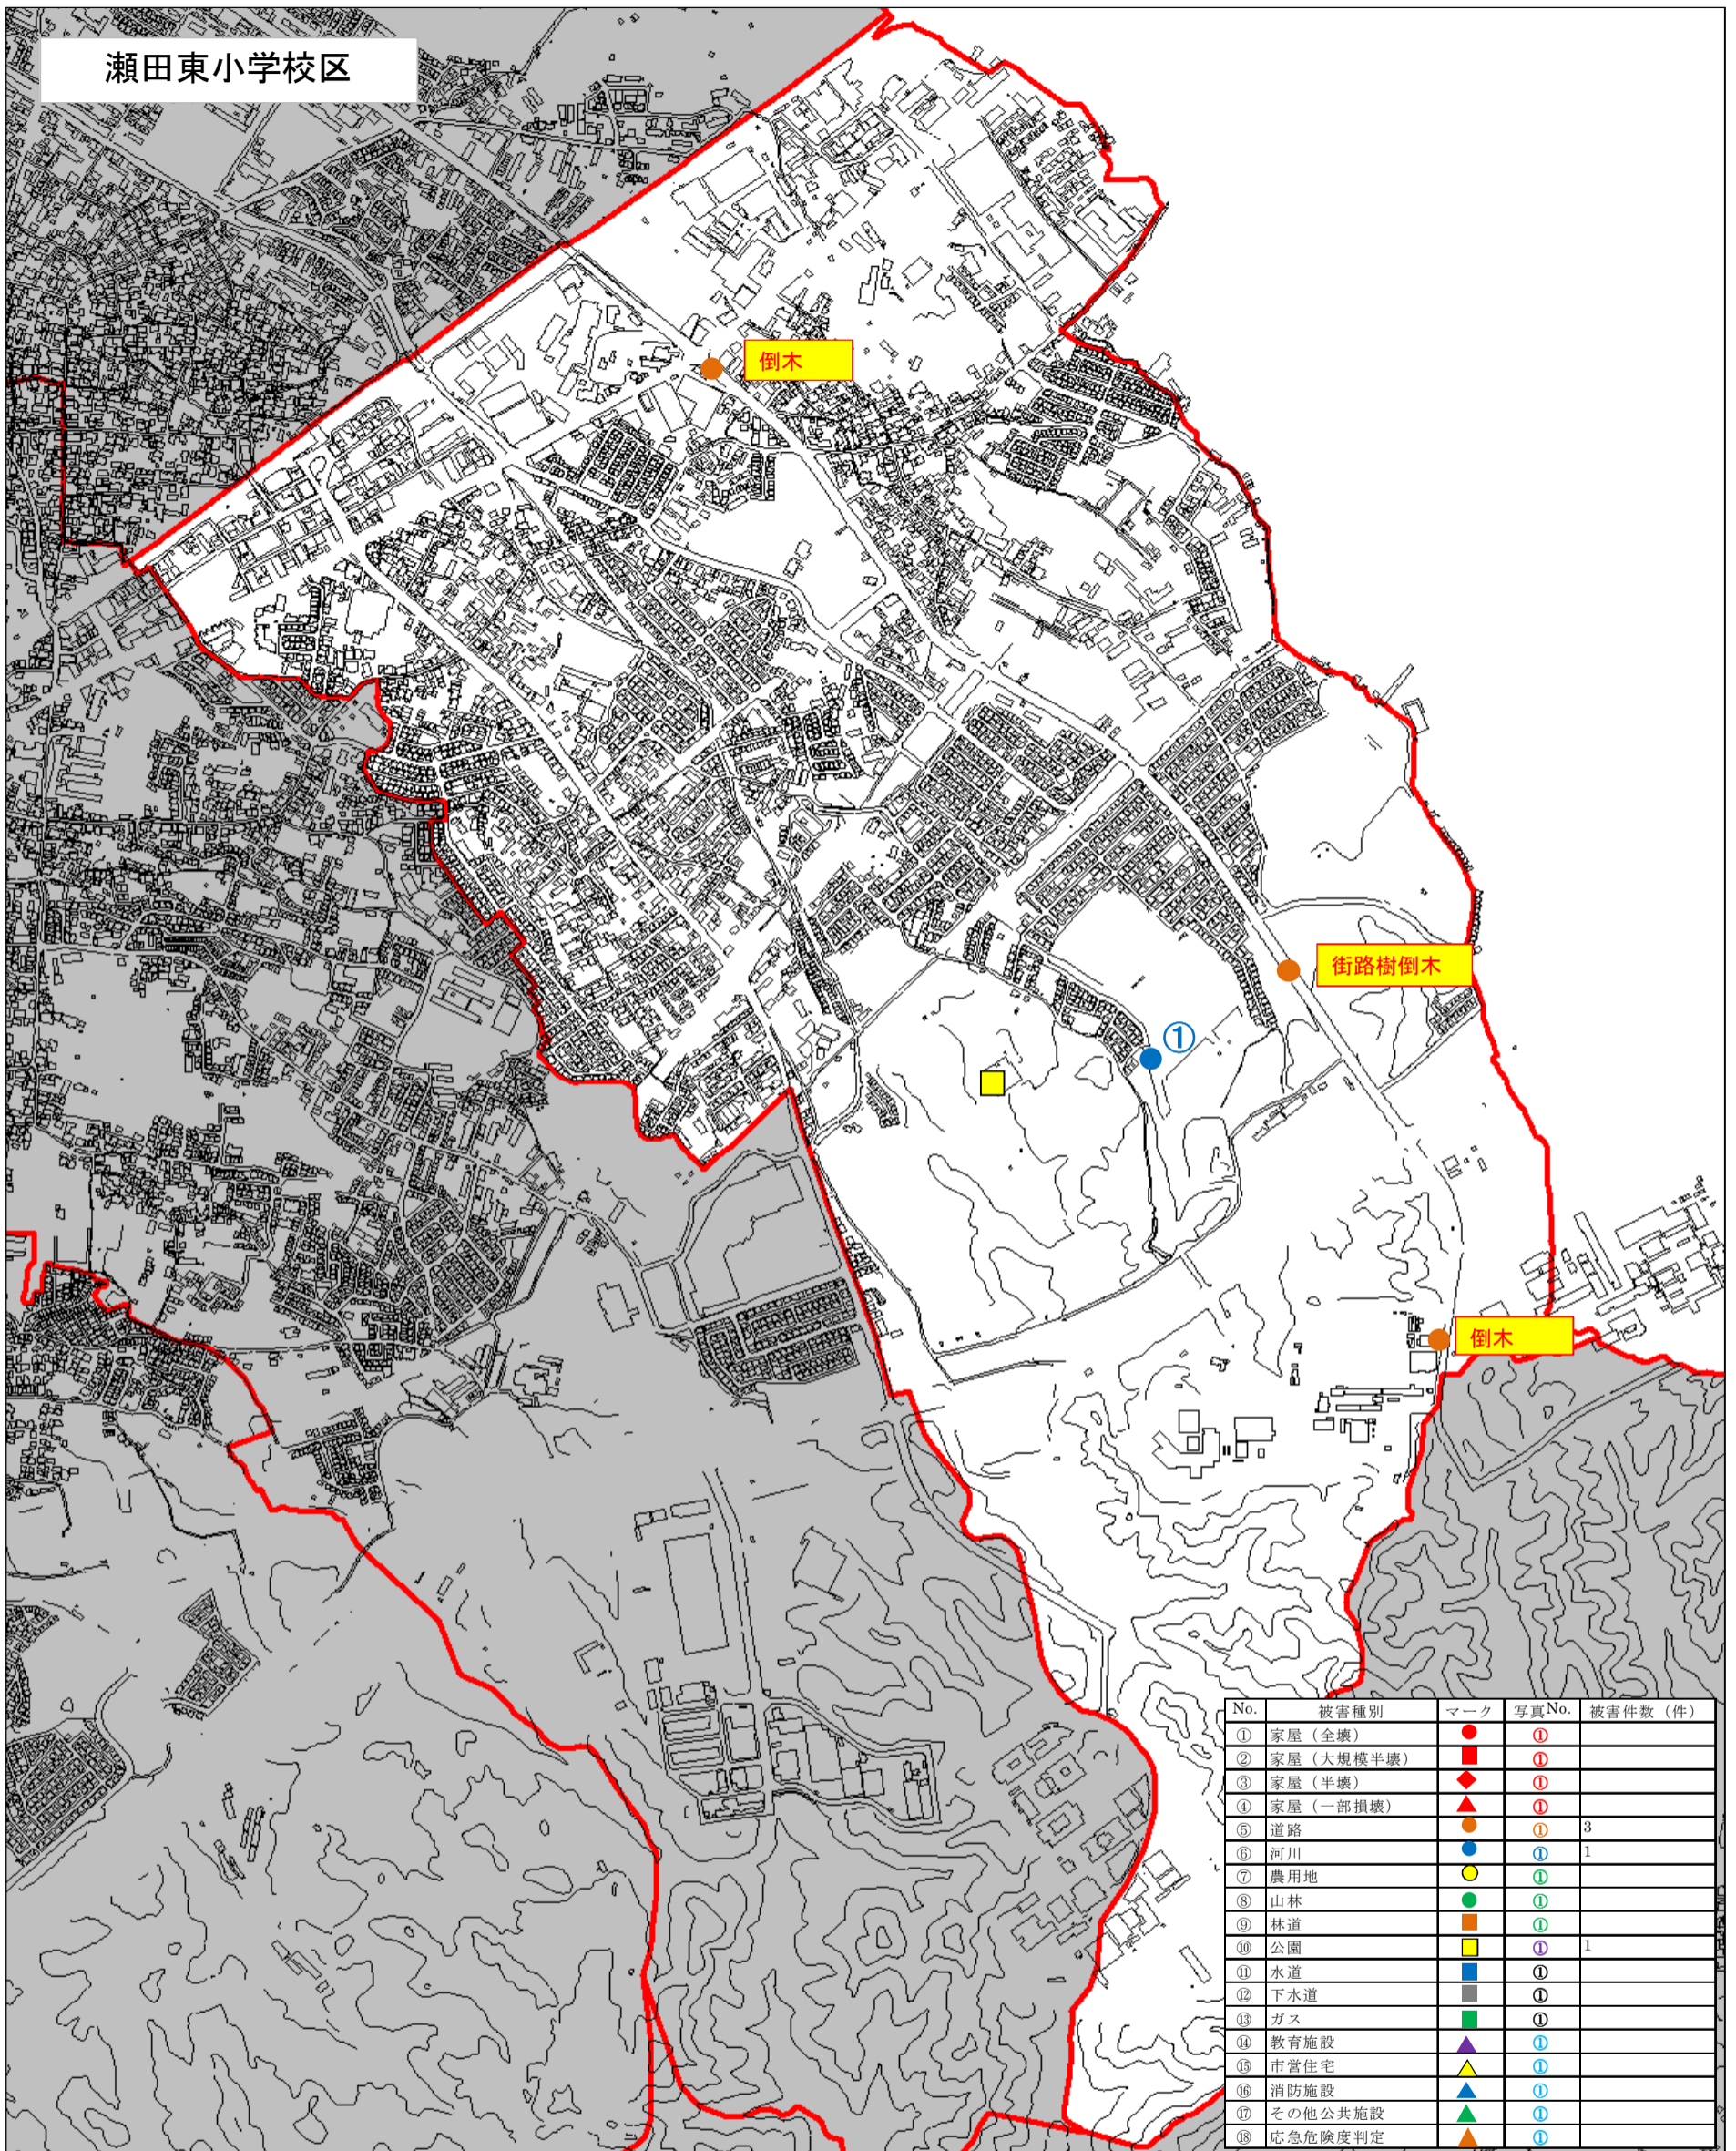 瀬田東小学校区
倒木
街路樹倒木
①
倒木
No. 被害種別 マーク 写真No. 被害件数（件）
① 家屋（全壊） ①
② 家屋（大規模半壊） ①
③ 家屋（半壊） ①
④ 家屋（一部損壊） ①
⑤ 道路 ① 3
⑥ 河川 ① 1
⑦ 農用地 ①
⑧ 山林 ①
⑨ 林道 ①
⑩ 公園 ① 1
⑪ 水道 ①
⑫ 下水道 ①
⑬ ガス ①
⑭ 教育施設 ①
⑮ 市営住宅 ①
⑯ 消防施設 ①
⑰ その他公共施設 ①
⑱ 応急危険度判定 ①